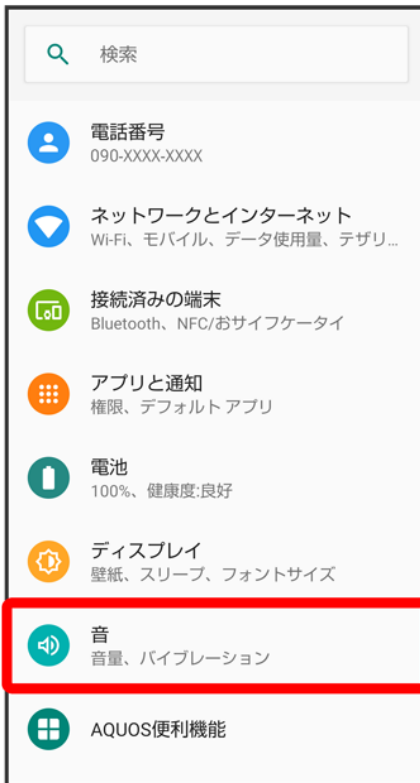 検索
電話番号
090-XXXX-XXXX
ネットワークとインターネット
Wi-Fi、モバイル、データ使用量、テザリ...
接続済みの端末
Bluetooth、NFC/おサイフケータイ
アプリと通知
権限、デフォルト アプリ
電池
100%、健康度:良好
ディスプレイ
壁紙、スリープ、フォントサイズ
音
音量、バイブレーション
AQUOS便利機能